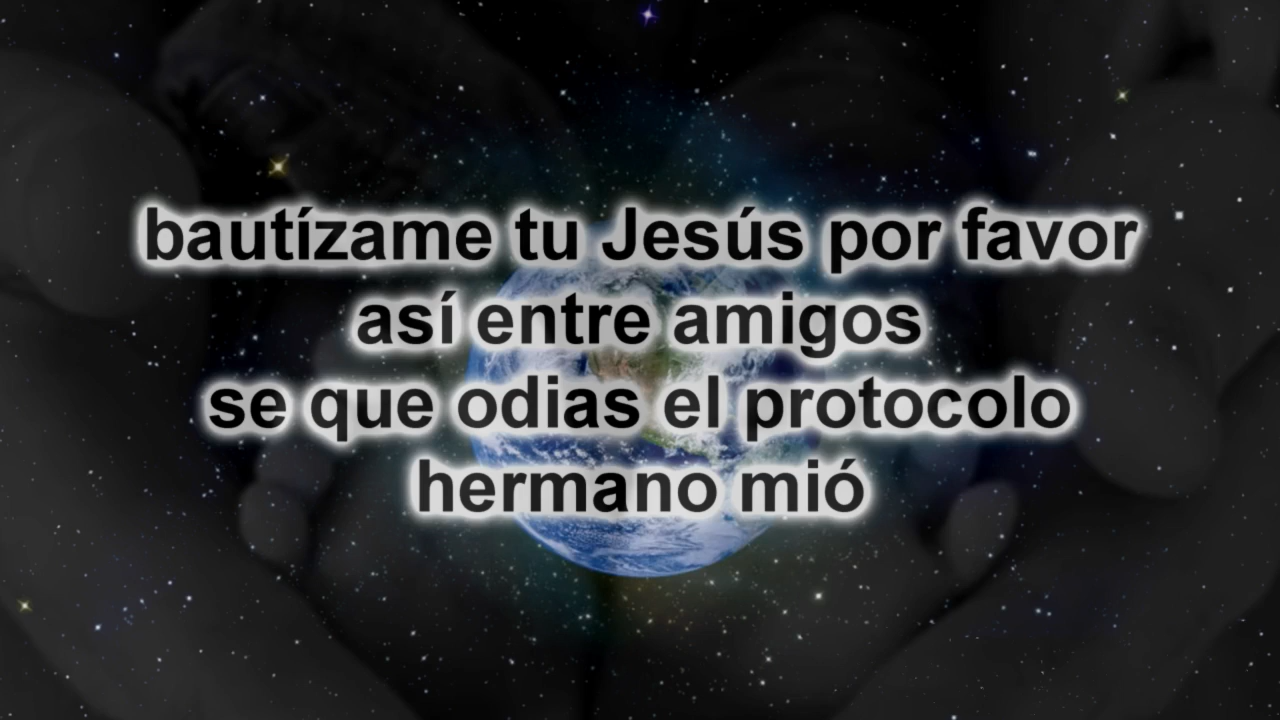 bautízame tu Jesús por favor
así entre amigos
se que odias el protocolo
hermano mió